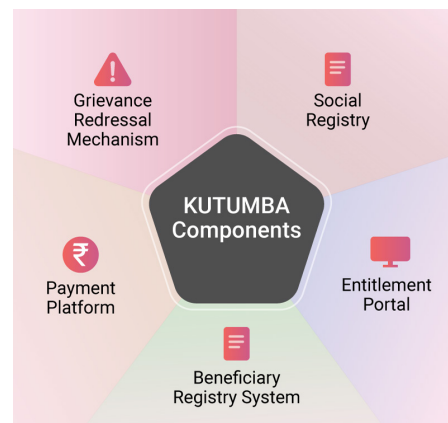 Grievance
Redressal
Mechanism
Social
Registry
KUTUMBA
Components
₹
Payment
Platform
Entitlement
Portal
Beneficiary
Registry System